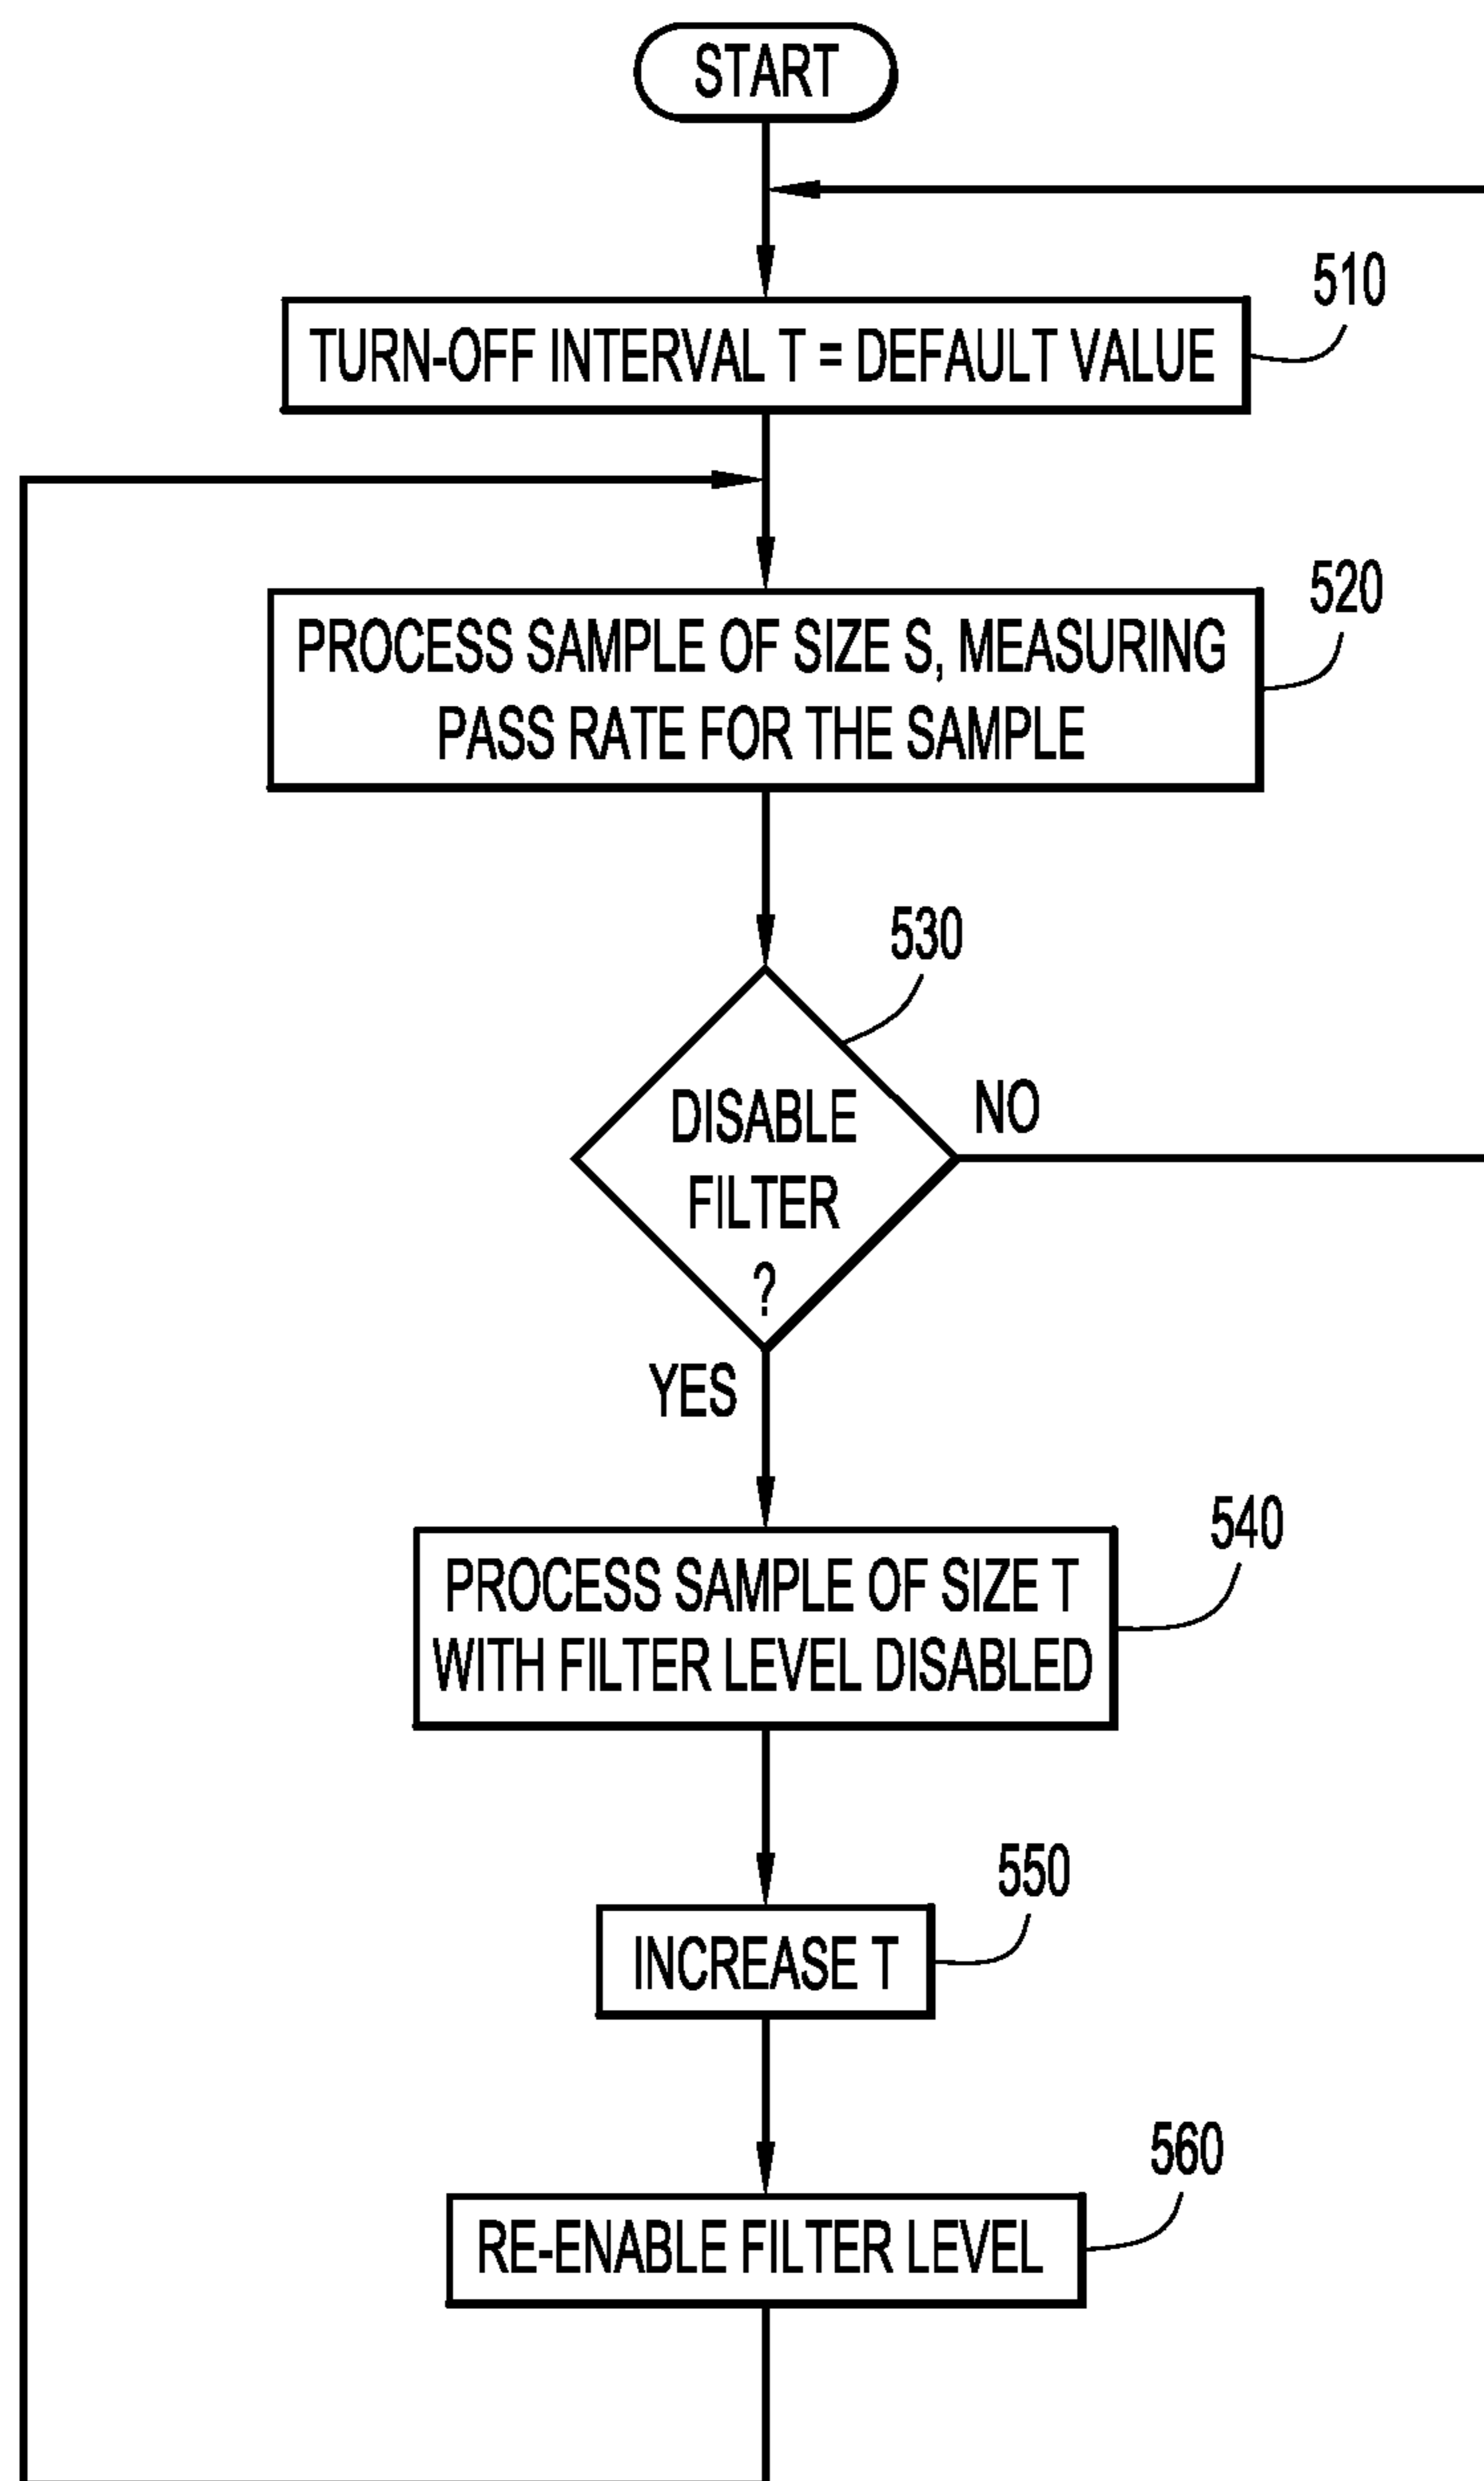 START
510
TURN-OFF INTERVAL T = DEFAULT VALUE
520
PROCESS SAMPLE OF SIZE S, MEASURING
PASS RATE FOR THE SAMPLE
530
DISABLE
FILTER
?
NO
YES
540
PROCESS SAMPLE OF SIZE T
WITH FILTER LEVEL DISABLED
550
INCREASE T
560
RE-ENABLE FILTER LEVEL